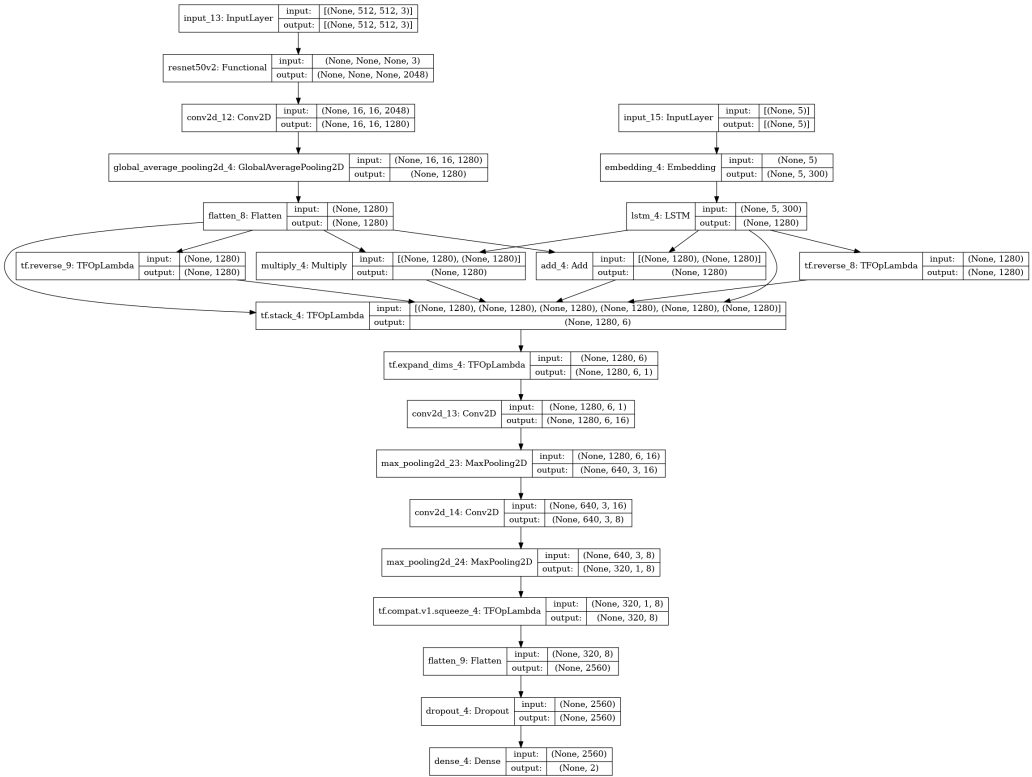 input_13: InputLayer
input: [(None, 512, 512, 3)]
output: [(None, 512, 512, 3)]
resnet50v2: Functional
input: (None, None, None, 3)
output: (None, None, None, 2048)
conv2d_12: Conv2D
input: (None, 16, 16, 2048)
output: (None, 16, 16, 1280)
input_15: InputLayer
input: [(None, 5)]
output: [(None, 5)]
global_average_pooling2d_4: GlobalAveragePooling2D
input: (None, 16, 16, 1280)
output: (None, 1280)
embedding_4: Embedding
input: (None, 5)
output: (None, 5, 300)
flatten_8: Flatten
input: (None, 1280)
output: (None, 1280)
lstm_4: LSTM
input: (None, 5, 300)
output: (None, 1280)
tf.reverse_9: TFOpLambda
input: (None, 1280)
output: (None, 1280)
multiply_4: Multiply
input: [(None, 1280), (None, 1280)]
output: (None, 1280)
add_4: Add
input: [(None, 1280), (None, 1280)]
output: (None, 1280)
tf.reverse_8: TFOpLambda
input: (None, 1280)
output: (None, 1280)
tf.stack_4: TFOpLambda
input: [(None, 1280), (None, 1280), (None, 1280), (None, 1280), (None, 1280), (None, 1280)]
output: (None, 1280, 6)
tf.expand_dims_4: TFOpLambda
input: (None, 1280, 6)
output: (None, 1280, 6, 1)
conv2d_13: Conv2D
input: (None, 1280, 6, 1)
output: (None, 1280, 6, 16)
max_pooling2d_23: MaxPooling2D
input: (None, 1280, 6, 16)
output: (None, 640, 3, 16)
conv2d_14: Conv2D
input: (None, 640, 3, 16)
output: (None, 640, 3, 8)
max_pooling2d_24: MaxPooling2D
input: (None, 640, 3, 8)
output: (None, 320, 1, 8)
tf.compat.v1.squeeze_4: TFOpLambda
input: (None, 320, 1, 8)
output: (None, 320, 8)
flatten_9: Flatten
input: (None, 320, 8)
output: (None, 2560)
dropout_4: Dropout
input: (None, 2560)
output: (None, 2560)
dense_4: Dense
input: (None, 2560)
output: (None, 2)